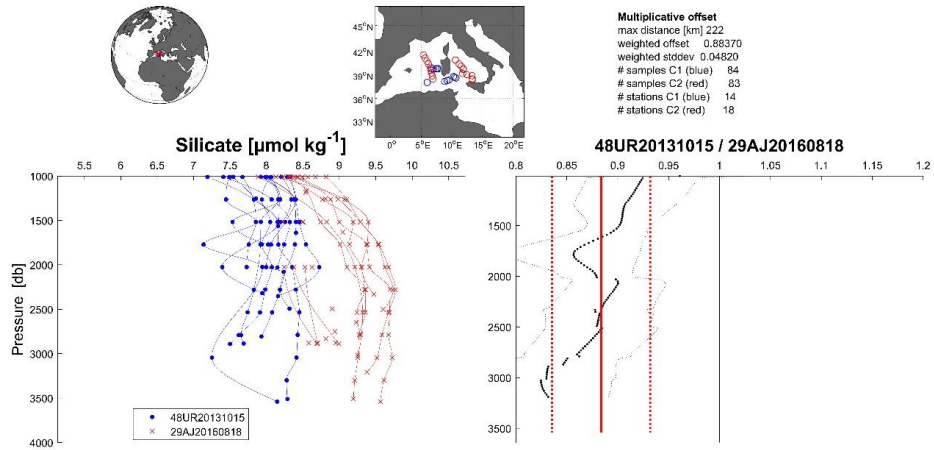 Multiplicative offset
max distance [km] 222
weighted offset 0.88370
weighted stddev 0.04820
# samples C1 (blue) 84
# samples C2 (red) 83
# stations C1 (blue) 14
# stations C2 (red) 18
45°N
42°N
39°N
36°N
33°N
0° 5°E 10°E 15°E 20°E
Silicate [µmol kg-1]
5.5 6 6.5 7 7.5 8 8.5 9 9.5 10 10.5
1000
1500
2000
2500
3000
3500
4000
Pressure [db]
48UR20131015
29AJ20160818
48UR20131015 / 29AJ20160818
0.8 0.85 0.9 0.95 1 1.05 1.1 1.15 1.2
1500
2000
2500
3000
3500